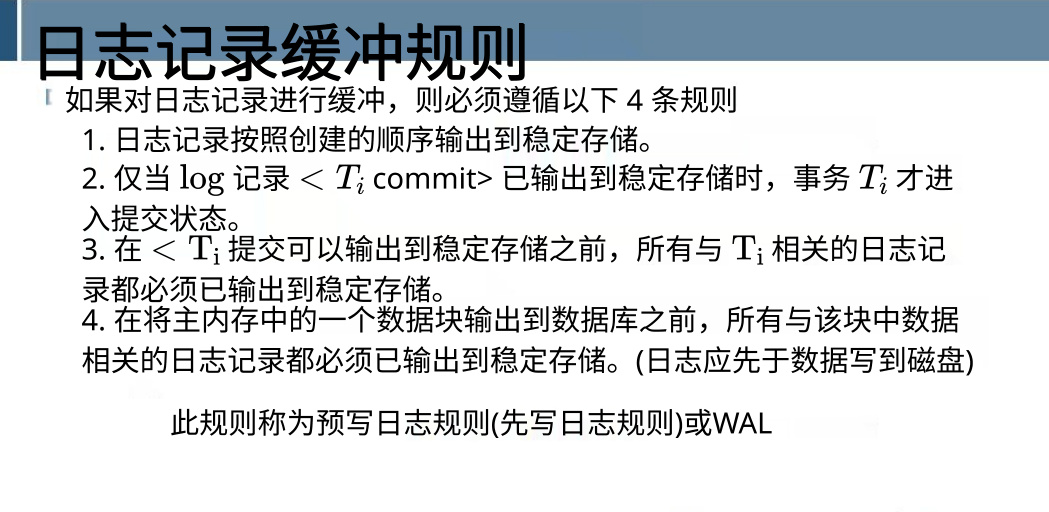 日志记录缓冲规则
如果对日志记录进行缓冲，则必须遵循以下 4 条规则
1. 日志记录按照创建的顺序输出到稳定存储。
2. 仅当 log 记录 < Ti commit> 已输出到稳定存储时，事务 Ti 才进
入提交状态。
3. 在 < Ti 提交可以输出到稳定存储之前，所有与 Ti 相关的日志记
录都必须已输出到稳定存储。
4. 在将主内存中的一个数据块输出到数据库之前，所有与该块中数据
相关的日志记录都必须已输出到稳定存储。(日志应先于数据写到磁盘)
此规则称为预写日志规则(先写日志规则)或WAL